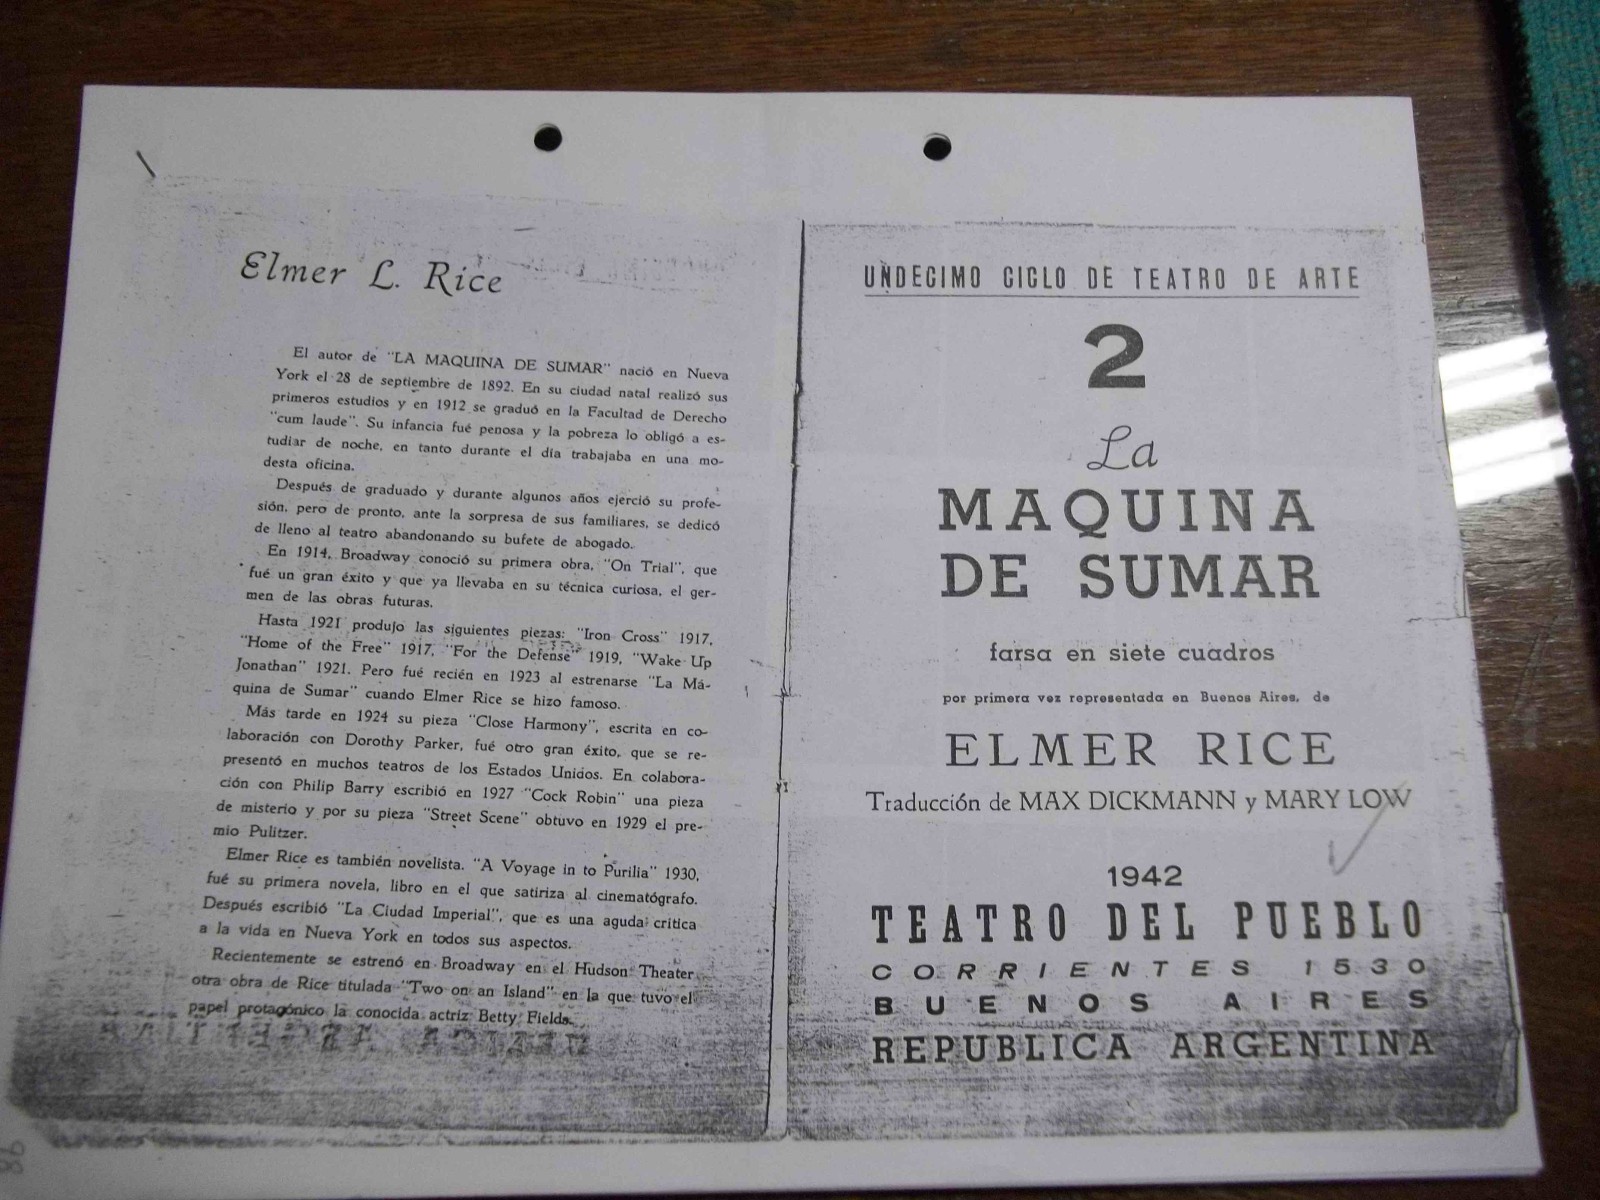 Elmer L. Rice
El autor de "LA MAQUINA DE SUMAR" nació en Nueva
York el 28 de septiembre de 1892. En su ciudad natal realizó sus
primeros estudios y en 1912 se graduó en la Facultad de Derecho
"cum laude". Su infancia fué penosa y la pobreza lo obligó a es-
tudiar de noche, en tanto durante el día trabajaba en una mo-
desta oficina.
Después de graduado y durante algunos años ejerció su profe-
sión, pero de pronto, ante la sorpresa de sus familiares, se dedicó
de lleno al teatro abandonando su bufete de abogado.
En 1914, Broadway conoció su primera obra, "On Trial", que
fué un gran éxito y que ya llevaba en su técnica curiosa, el ger-
men de las obras futuras.
Hasta 1921 produjo las siguientes piezas: "Iron Cross" 1917,
"Home of the Free" 1917, "For the Defense" 1919, "Wake Up
Jonathan" 1921. Pero fué recién en 1923 al estrenarse "La Má-
quina de Sumar" cuando Elmer Rice se hizo famoso.
Más tarde en 1924 su pieza "Close Harmony", escrita en co-
laboración con Dorothy Parker, fué otro gran éxito, que se re-
presentó en muchos teatros de los Estados Unidos. En colabora-
ción con Philip Barry escribió en 1927 "Cock Robin" una pieza
de misterio y por su pieza "Street Scene" obtuvo en 1929 el pre-
mio Pulitzer.
Elmer Rice es también novelista. "A Voyage in to Purilia" 1930,
fué su primera novela, libro en el que satiriza al cinematógrafo.
Después escribió "La Ciudad Imperial", que es una aguda crítica
a la vida en Nueva York en todos sus aspectos.
Recientemente se estrenó en Broadway en el Hudson Theater
otra obra de Rice titulada "Two on an Island" en la que tuvo el
papel protagónico la conocida actriz Betty Fields.
98
UNDECIMO CICLO DE TEATRO DE ARTE
2
La
MAQUINA
DE SUMAR
farsa en siete cuadros
por primera vez representada en Buenos Aires, de
ELMER RICE
Traducción de MAX DICKMANN y MARY LOW
1942
TEATRO DEL PUEBLO
CORRIENTES 1530
BUENOS AIRES
REPUBLICA ARGENTINA